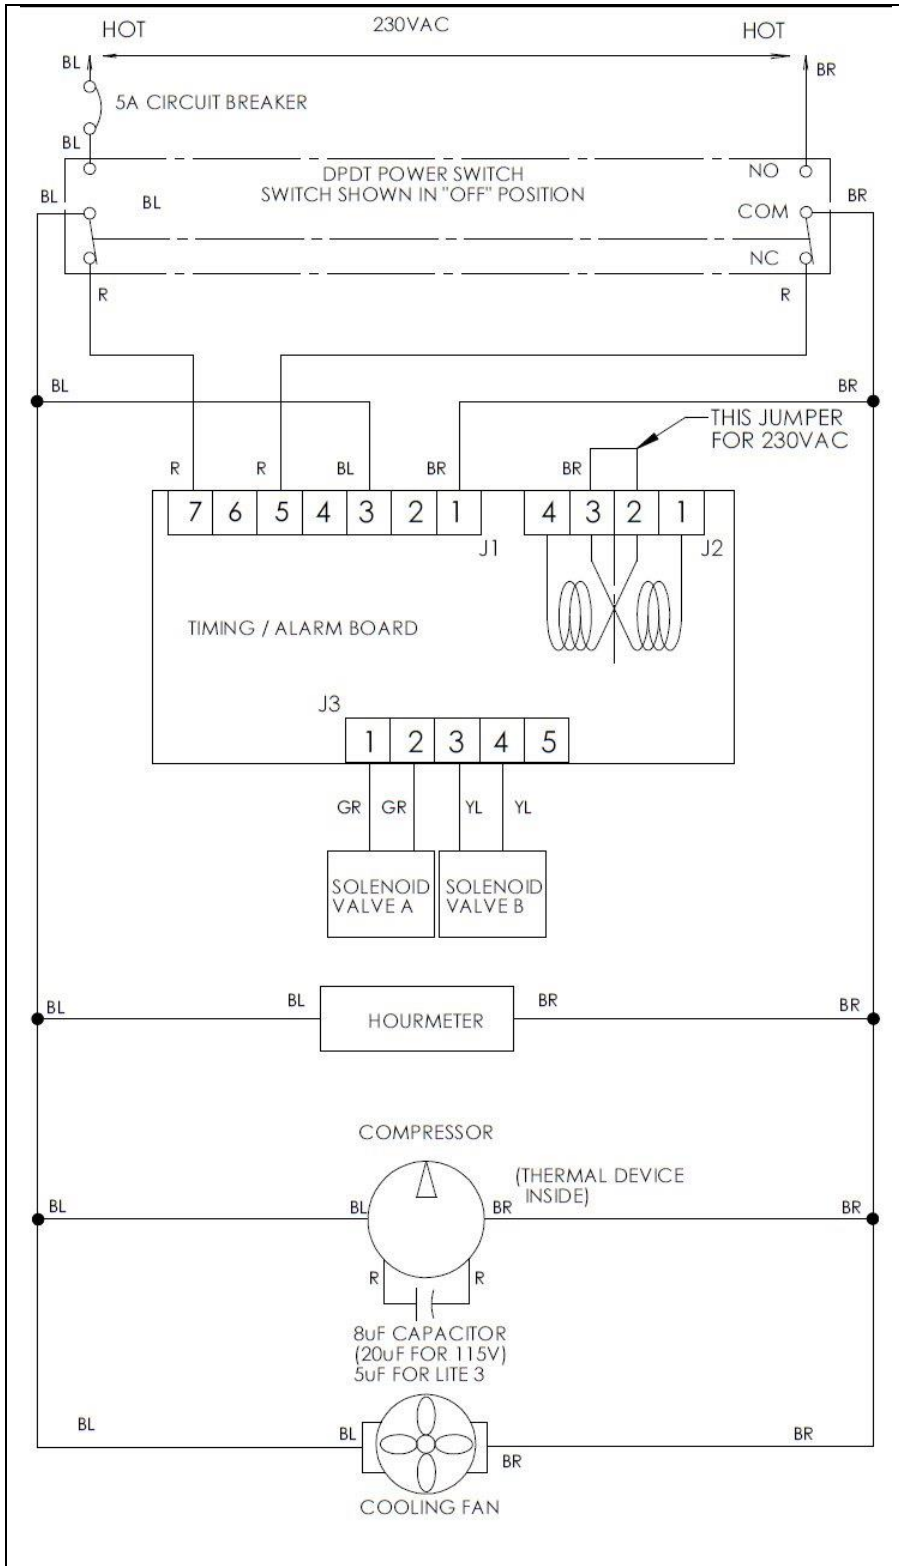 HOT 230VAC HOT
BL BR
5A CIRCUIT BREAKER
BL
DPDT POWER SWITCH NO
SWITCH SHOWN IN "OFF" POSITION
BL BL COM BR
NC
R R
BL BR
THIS JUMPER
FOR 230VAC
R R BL BR BR
7 6 5 4 3 2 1 4 3 2 1
J1 J2
TIMING / ALARM BOARD
J3
1 2 3 4 5
GR GR YL YL
SOLENOID
VALVE A
SOLENOID
VALVE B
BL BL BR BR
HOURMETER
COMPRESSOR
(THERMAL DEVICE
INSIDE)
BL BL BR BR
R R
8uF CAPACITOR
(20uF FOR 115V)
5uF FOR LITE 3
BL BL BR BR
COOLING FAN